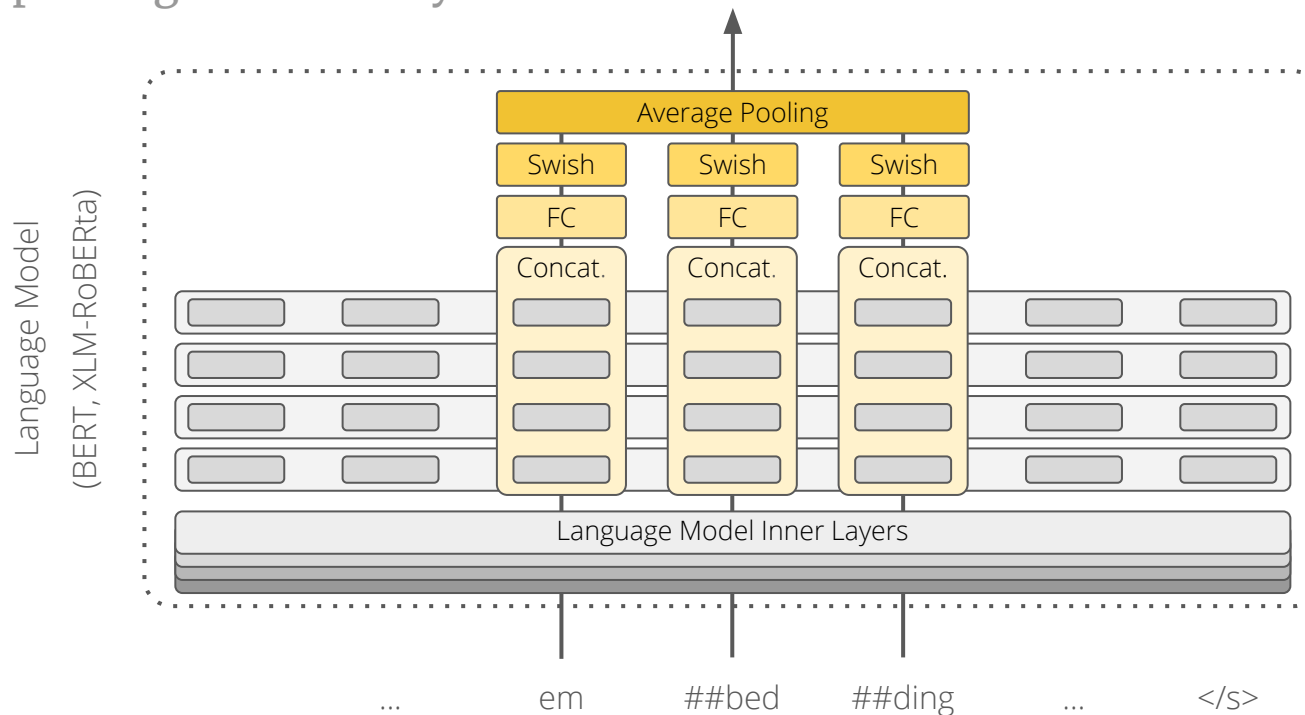 Average Pooling
Swish Swish Swish
FC FC FC
Concat. Concat. Concat.
Language Model
(BERT, XLM-RoBERta)
Language Model Inner Layers
... em ##bed ##ding ... </s>